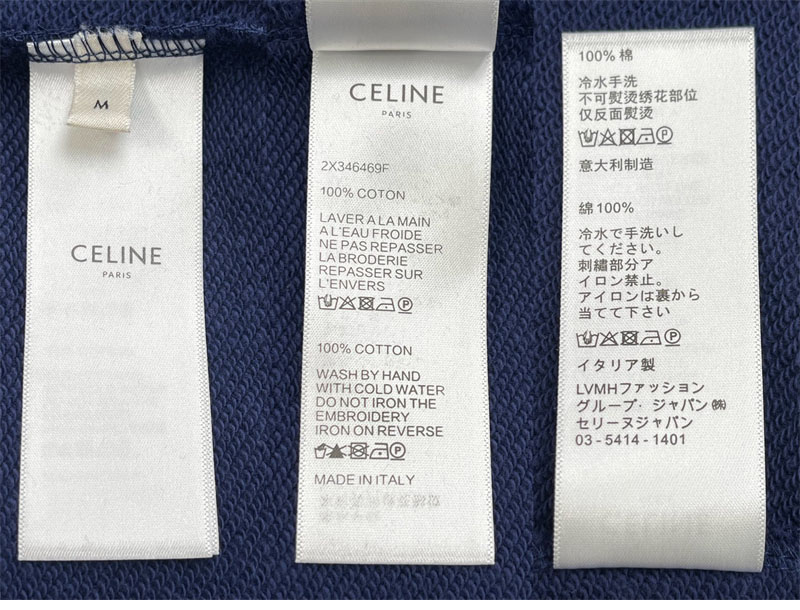 M
CELINE
PARIS
CELINE
PARIS
2X346469F
100% COTON
LAVER A LA MAIN
A L'EAU FROIDE
NE PAS REPASSER
LA BRODERIE
REPASSER SUR
L'ENVERS
100% COTTON
WASH BY HAND
WITH COLD WATER
DO NOT IRON THE
EMBROIDERY
IRON ON REVERSE
MADE IN ITALY
100% 棉
冷水手洗
不可熨烫绣花部位
仅反面熨烫
意大利制造
綿100%
冷水で手洗いし
てください。
刺繡部分ア
イロン禁止。
アイロンは裏から
当てて下さい
イタリア製
LVMHファッション
グループ・ジャパン㈱
セリーヌジャパン
03-5414-1401